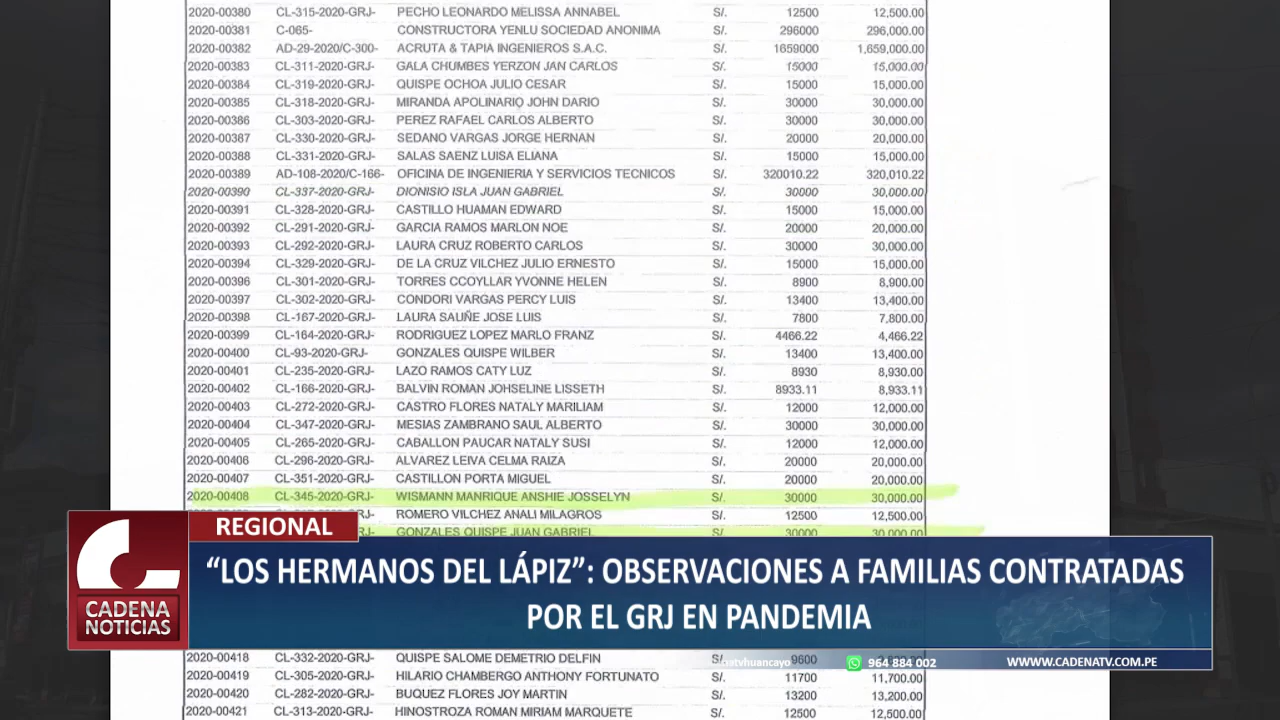 2020-00380 CL-315-2020-GRJ- PECHO LEONARDO MELISSA ANNABEL S/. 12500 12,500.00
2020-00381 C-065- CONSTRUCTORA YENLU SOCIEDAD ANONIMA S/. 296000 296,000.00
2020-00382 AD-29-2020/C-300- ACRUTA & TAPIA INGENIEROS S.A.C. S/. 1659000 1,659,000.00
2020-00383 CL-311-2020-GRJ- GALA CHUMBES YERZON JAN CARLOS S/. 15000 15,000.00
2020-00384 CL-319-2020-GRJ- QUISPE OCHOA JULIO CESAR S/. 15000 15,000.00
2020-00385 CL-318-2020-GRJ- MIRANDA APOLINARIO JOHN DARIO S/. 30000 30,000.00
2020-00386 CL-303-2020-GRJ- PEREZ RAFAEL CARLOS ALBERTO S/. 30000 30,000.00
2020-00387 CL-330-2020-GRJ- SEDANO VARGAS JORGE HERNAN S/. 20000 20,000.00
2020-00388 CL-331-2020-GRJ- SALAS SAENZ LUISA ELIANA S/. 15000 15,000.00
2020-00389 AD-108-2020/C-166- OFICINA DE INGENIERIA Y SERVICIOS TECNICOS S/. 320010.22 320,010.22
2020-00390 CL-337-2020-GRJ- DIONISIO ISLA JUAN GABRIEL S/. 30000 30,000.00
2020-00391 CL-328-2020-GRJ- CASTILLO HUAMAN EDWARD S/. 15000 15,000.00
2020-00392 CL-291-2020-GRJ- GARCIA RAMOS MARLON NOE S/. 20000 20,000.00
2020-00393 CL-292-2020-GRJ- LAURA CRUZ ROBERTO CARLOS S/. 30000 30,000.00
2020-00394 CL-329-2020-GRJ- DE LA CRUZ VILCHEZ JULIO ERNESTO S/. 15000 15,000.00
2020-00396 CL-301-2020-GRJ- TORRES CCOYLLAR YVONNE HELEN S/. 8900 8,900.00
2020-00397 CL-302-2020-GRJ- CONDORI VARGAS PERCY LUIS S/. 13400 13,400.00
2020-00398 CL-167-2020-GRJ- LAURA SAUÑE JOSE LUIS S/. 7800 7,800.00
2020-00399 CL-164-2020-GRJ- RODRIGUEZ LOPEZ MARLO FRANZ S/. 4466.22 4,466.22
2020-00400 CL-93-2020-GRJ- GONZALES QUISPE WILBER S/. 13400 13,400.00
2020-00401 CL-235-2020-GRJ- LAZO RAMOS CATY LUZ S/. 8930 8,930.00
2020-00402 CL-166-2020-GRJ- BALVIN ROMAN JOHSELINE LISSETH S/. 8933.11 8,933.11
2020-00403 CL-272-2020-GRJ- CASTRO FLORES NATALY MARILIAM S/. 12000 12,000.00
2020-00404 CL-347-2020-GRJ- MESIAS ZAMBRANO SAUL ALBERTO S/. 30000 30,000.00
2020-00405 CL-265-2020-GRJ- CABALLON PAUCAR NATALY SUSI S/. 12000 12,000.00
2020-00406 CL-296-2020-GRJ- ALVAREZ LEIVA CELMA RAIZA S/. 20000 20,000.00
2020-00407 CL-351-2020-GRJ- CASTILLON PORTA MIGUEL S/. 20000 20,000.00
2020-00408 CL-345-2020-GRJ- WISMANN MANRIQUE ANSHIE JOSSELYN S/. 30000 30,000.00
ROMERO VILCHEZ ANALI MILAGROS S/. 12500 12,500.00
GONZALES QUISPE JUAN GABRIEL S/. 30000 30,000.00
REGIONAL
CADENA
NOTICIAS
“LOS HERMANOS DEL LÁPIZ”: OBSERVACIONES A FAMILIAS CONTRATADAS
POR EL GRJ EN PANDEMIA
2020-00418 CL-332-2020-GRJ- QUISPE SALOME DEMETRIO DELFIN S/. 9600
964 884 002 WWW.CADENATV.COM.PE
2020-00419 CL-305-2020-GRJ- HILARIO CHAMBERGO ANTHONY FORTUNATO S/. 11700 11,700.00
2020-00420 CL-282-2020-GRJ- BUQUEZ FLORES JOY MARTIN S/. 13200 13,200.00
2020-00421 CL-313-2020-GRJ- HINOSTROZA ROMAN MIRIAM MARQUETE S/. 12500 12,500.00